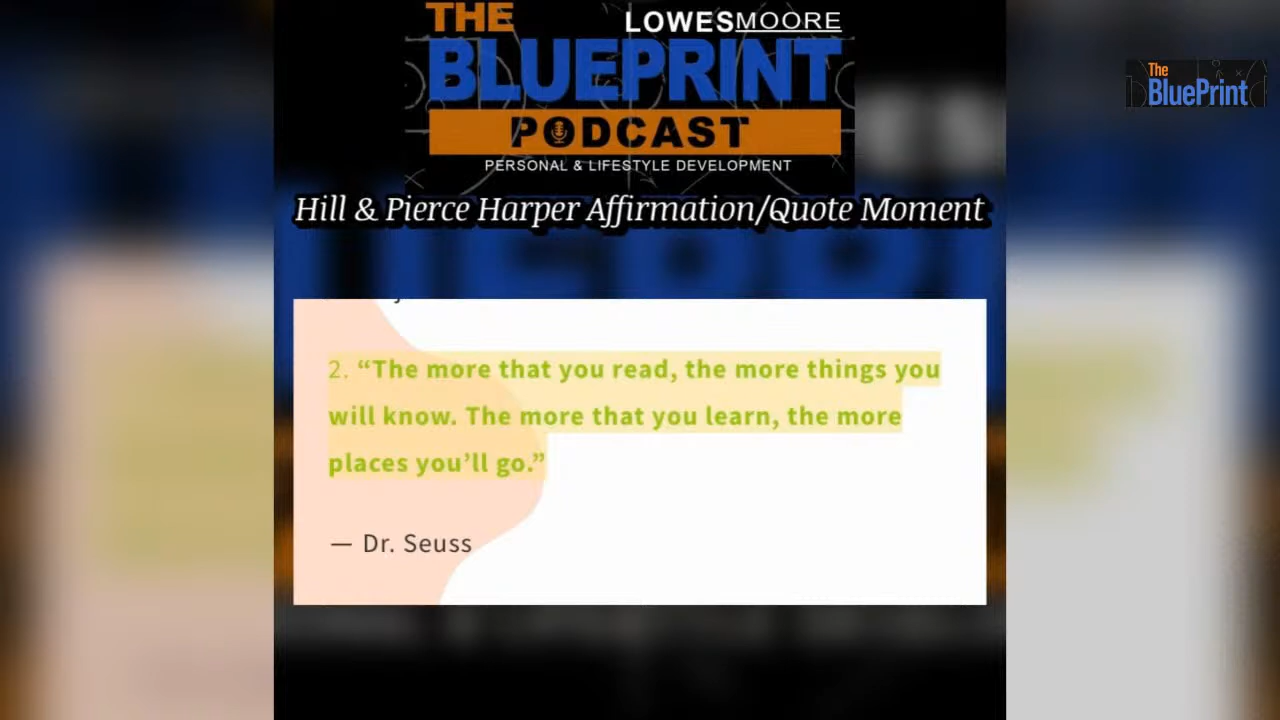 THE
LOWESMOORE
BLUEPRINT
PODCAST
PERSONAL & LIFESTYLE DEVELOPMENT
The
BluePrint
Hill & Pierce Harper Affirmation/Quote Moment
2. “The more that you read, the more things you
will know. The more that you learn, the more
places you’ll go.”
— Dr. Seuss